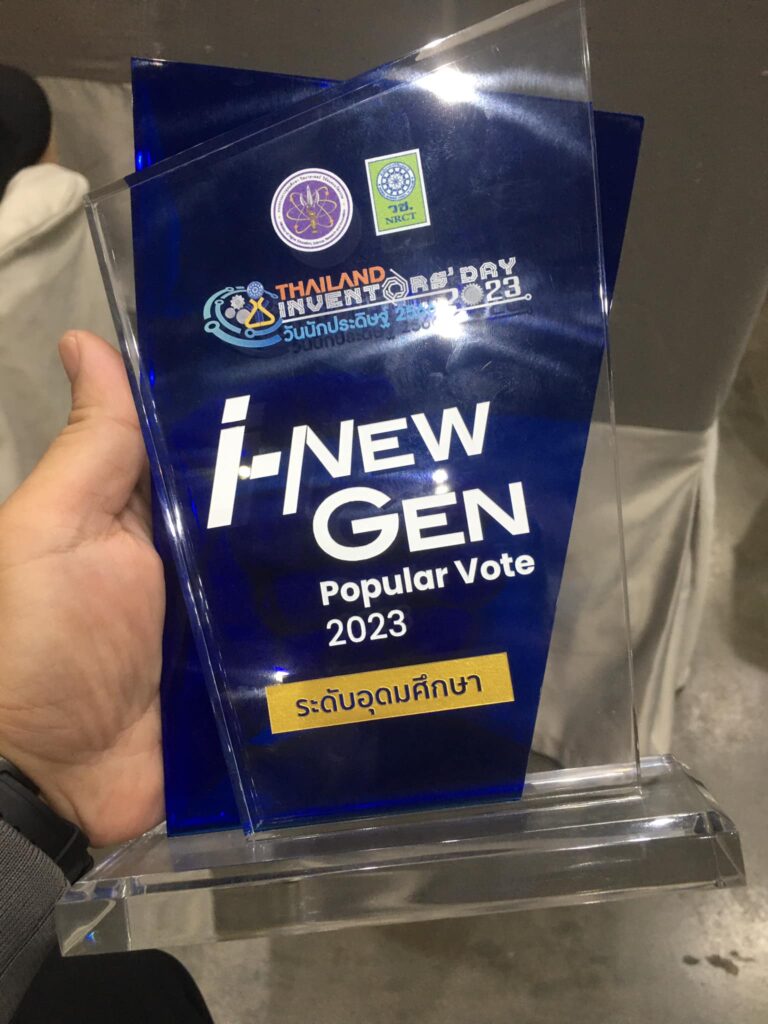 วช.
NRCT
THAILAND
INVENTORS' DAY
2023
วันนักประดิษฐ์
i-NEW
GEN
Popular Vote
2023
ระดับอุดมศึกษา